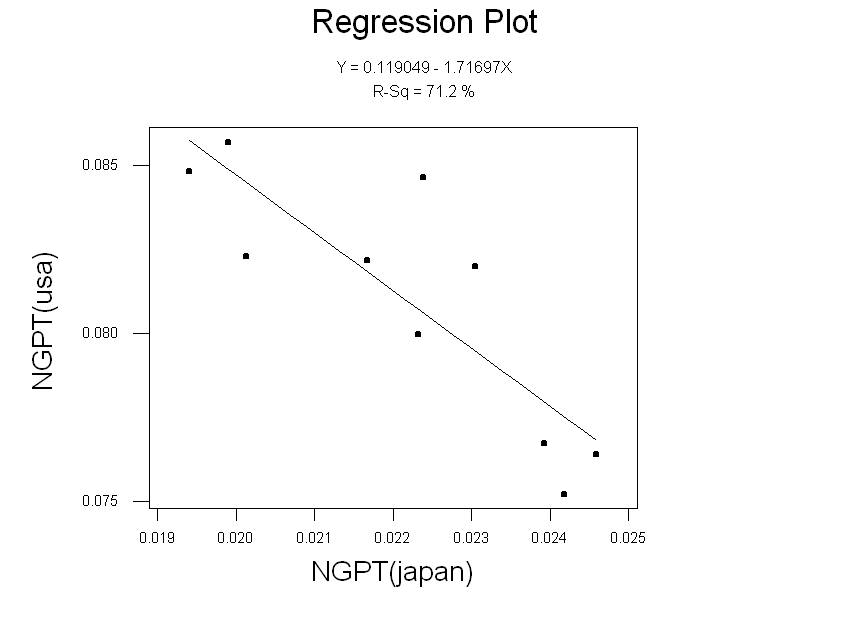 Regression Plot
Y = 0.119049 - 1.71697X
R-Sq = 71.2 %
0.085
0.080
0.075
NGPT(usa)
0.019 0.020 0.021 0.022 0.023 0.024 0.025
NGPT(japan)